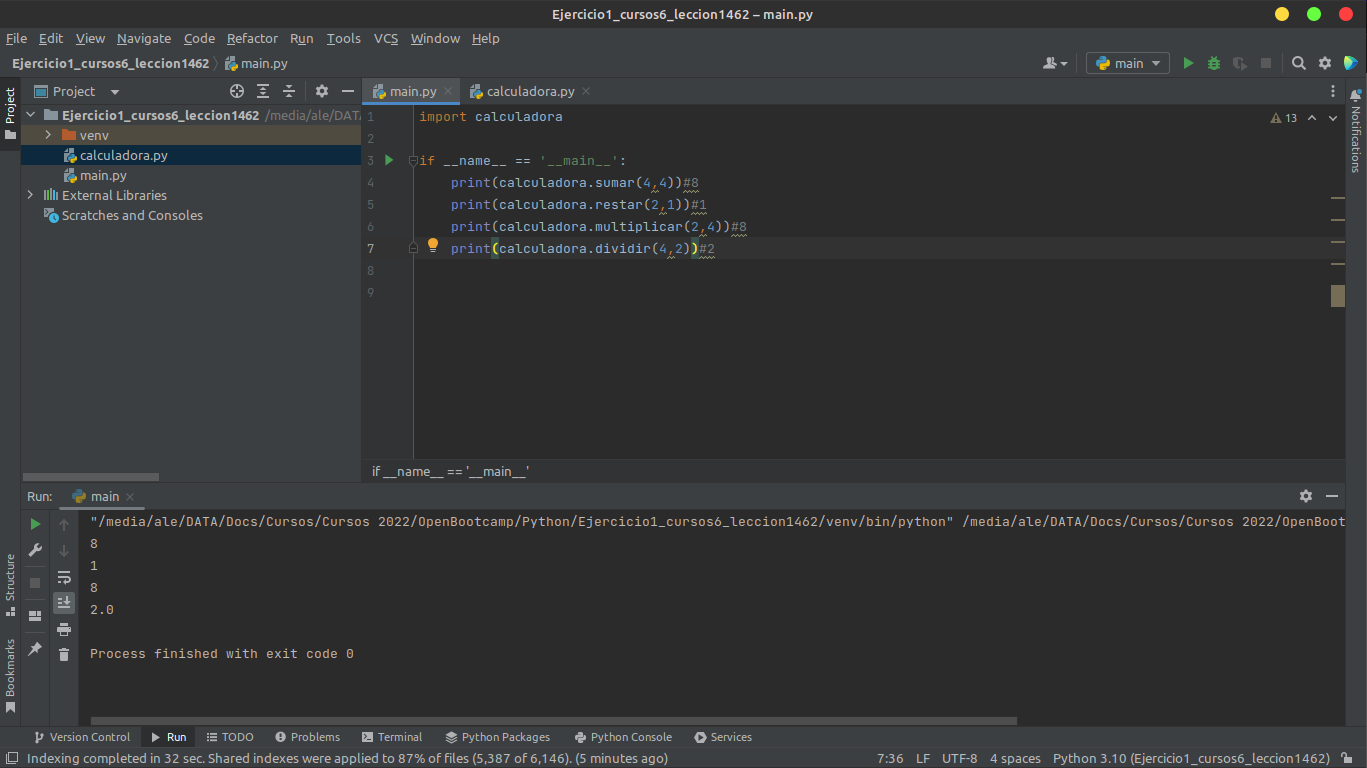 Ejercicio1_cursos6_leccion1462 – main.py
File Edit View Navigate Code Refactor Run Tools VCS Window Help
Ejercicio1_cursos6_leccion1462 main.py
main
Project
Project
main.py
calculadora.py
Notifications
Ejercicio1_cursos6_leccion1462 /media/ale/DATA
venv
calculadora.py
main.py
External Libraries
Scratches and Consoles
13
1 import calculadora
2
3 if __name__ == '__main__':
4 print(calculadora.sumar(4,4))#8
5 print(calculadora.restar(2,1))#1
6 print(calculadora.multiplicar(2,4))#8
7 print(calculadora.dividir(4,2))#2
8
9
if __name__ == '__main__'
Run: main
"/media/ale/DATA/Docs/Cursos/Cursos 2022/OpenBootcamp/Python/Ejercicio1_cursos6_leccion1462/venv/bin/python" /media/ale/DATA/Docs/Cursos/Cursos 2022/OpenBoot
8
1
8
2.0
Process finished with exit code 0
Structure
Bookmarks
Version Control Run TODO Problems Terminal Python Packages Python Console Services
Indexing completed in 32 sec. Shared indexes were applied to 87% of files (5,387 of 6,146). (5 minutes ago) 7:36 LF UTF-8 4 spaces Python 3.10 (Ejercicio1_cursos6_leccion1462)